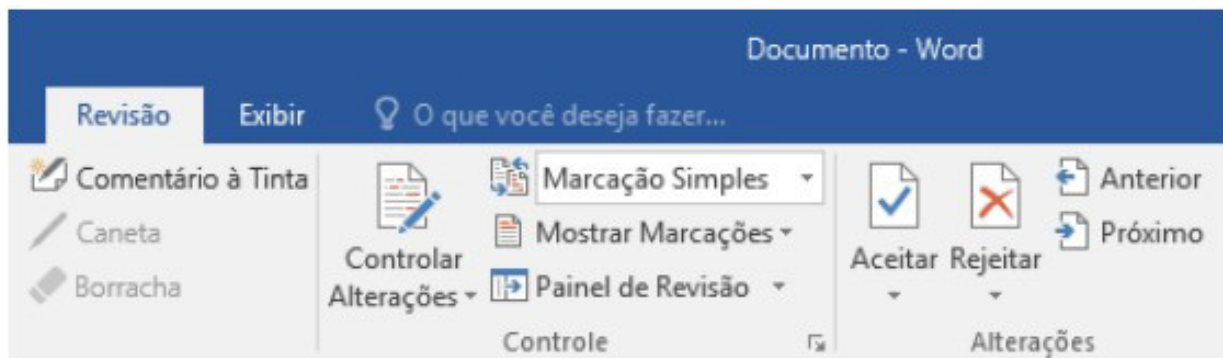 Documento - Word
Revisão Exibir O que você deseja fazer...
Comentário à Tinta
Caneta
Borracha
Controlar
Alterações
Marcação Simples
Mostrar Marcações
Painel de Revisão
Controle
Aceitar
Rejeitar
Anterior
Próximo
Alterações